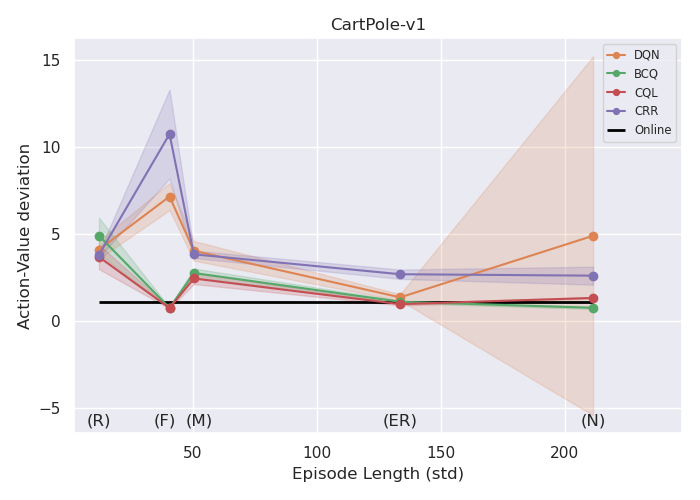 CartPole-v1
DQN
BCQ
CQL
CRR
Online
Action-Value deviation
15
10
5
0
−5
(R) (F) (M) (ER) (N)
50 100 150 200
Episode Length (std)